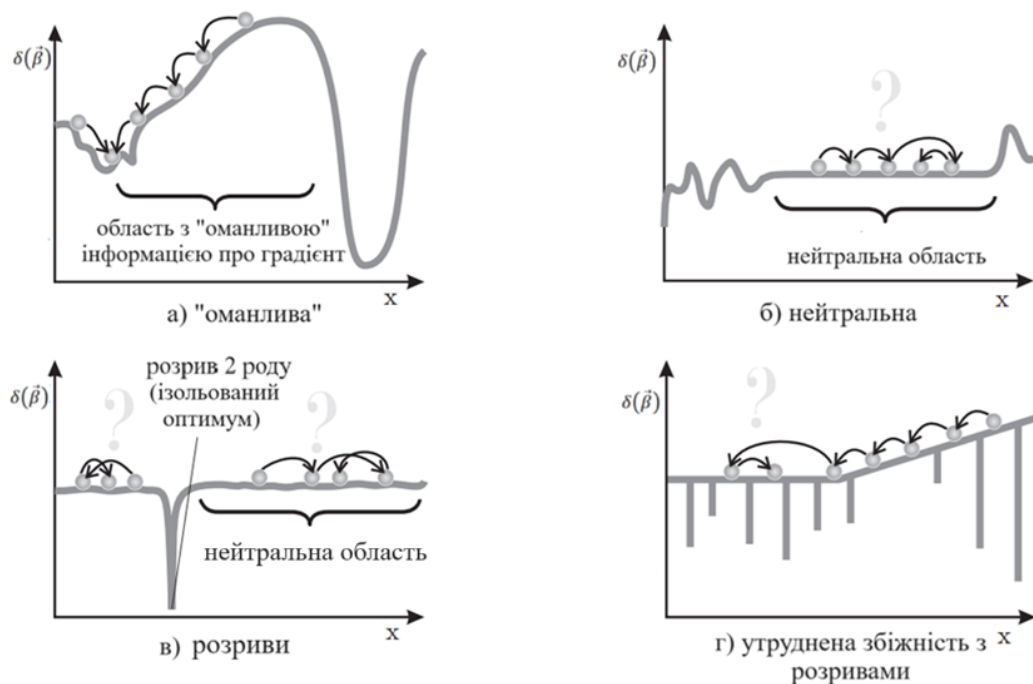 δ(β⃗)
область з "оманливою"
інформацією про градієнт
x
а) "оманлива"
δ(β⃗)
?
нейтральна область
x
б) нейтральна
розрив 2 роду
(ізольований
оптимум)
δ(β⃗)
?
?
нейтральна область
x
в) розриви
δ(β⃗)
?
x
г) утруднена збіжність з
розривами